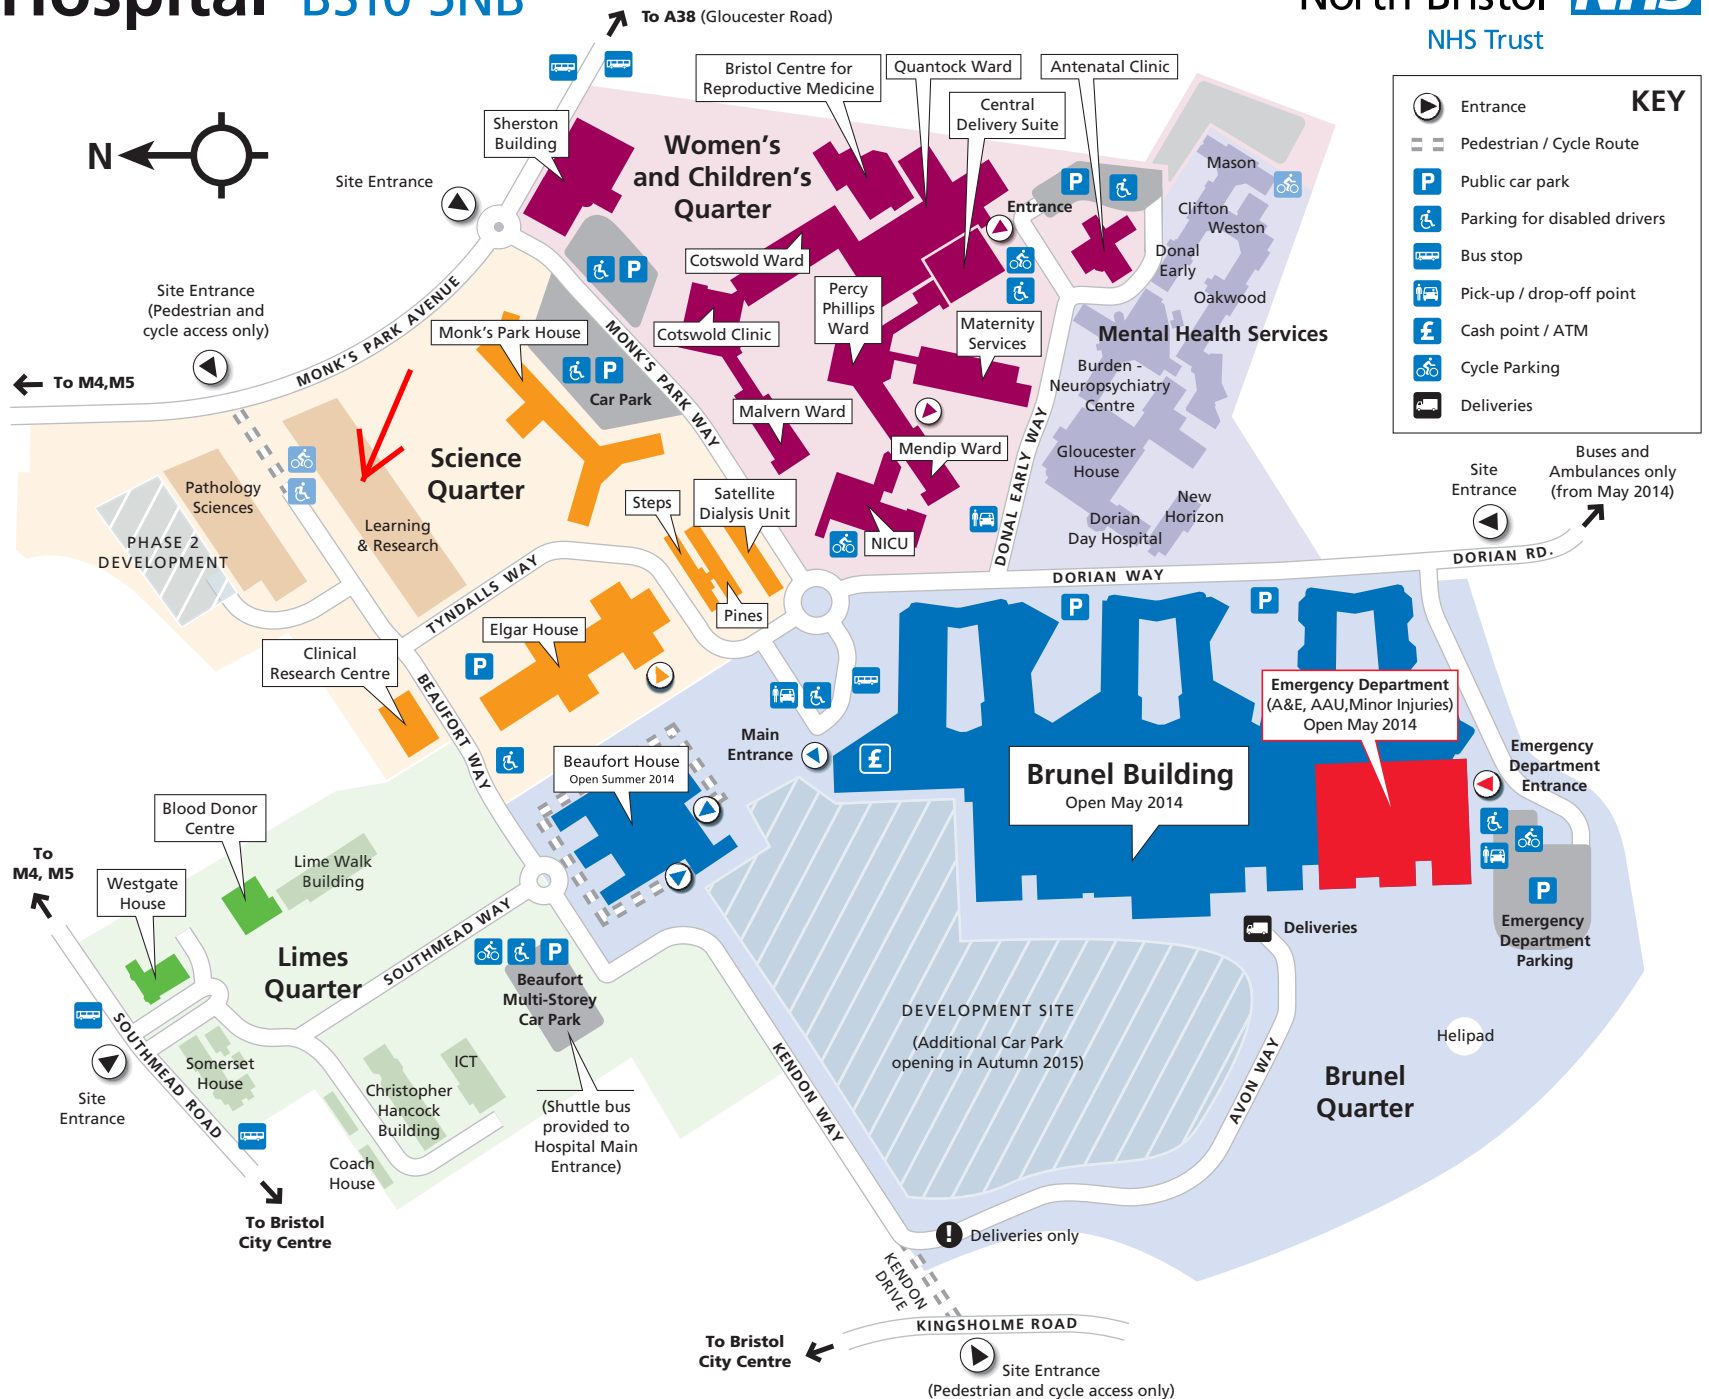 Hospital BS10 5NB
North Bristol NHS
NHS Trust
To A38 (Gloucester Road)
KEY
Entrance
Pedestrian / Cycle Route
P Public car park
Parking for disabled drivers
Bus stop
Pick-up / drop-off point
£ Cash point / ATM
Cycle Parking
Deliveries
N
Site Entrance
Site Entrance
(Pedestrian and
cycle access only)
To M4,M5
MONK'S PARK AVENUE
Sherston
Building
Women's
and Children's
Quarter
Bristol Centre for
Reproductive Medicine
Quantock Ward
Central
Delivery Suite
Antenatal Clinic
P
Entrance
P
Cotswold Ward
Cotswold Clinic
Percy
Phillips
Ward
Maternity
Services
Malvern Ward
Mendip Ward
NICU
MONK'S PARK WAY
DONAL EARLY WAY
Mason
Clifton
Weston
Donal
Early
Oakwood
Mental Health Services
Burden -
Neuropsychiatry
Centre
Gloucester
House
New
Horizon
Dorian
Day Hospital
Site
Entrance
Buses and
Ambulances only
(from May 2014)
DORIAN RD.
DORIAN WAY
Monk's Park House
P
Car Park
Science
Quarter
Pathology
Sciences
PHASE 2
DEVELOPMENT
Learning
& Research
Steps
Satellite
Dialysis Unit
Pines
TYNDALLS WAY
Elgar House
P
Clinical
Research Centre
BEAUFORT WAY
Beaufort House
Open Summer 2014
Main
Entrance
£
P
P
Brunel Building
Open May 2014
Emergency Department
(A&E, AAU,Minor Injuries)
Open May 2014
Emergency
Department
Entrance
P
Emergency
Department
Parking
Deliveries
Blood Donor
Centre
Lime Walk
Building
To
M4, M5
Westgate
House
Limes
Quarter
SOUTHMEAD WAY
P
Beaufort
Multi-Storey
Car Park
(Shuttle bus
provided to
Hospital Main
Entrance)
Somerset
House
ICT
Christopher
Hancock
Building
Coach
House
Site
Entrance
SOUTHMEAD ROAD
To Bristol
City Centre
DEVELOPMENT SITE
(Additional Car Park
opening in Autumn 2015)
KENDON WAY
AVON WAY
Helipad
Brunel
Quarter
! Deliveries only
KENDON
DRIVE
KINGSHOLME ROAD
To Bristol
City Centre
Site Entrance
(Pedestrian and cycle access only)